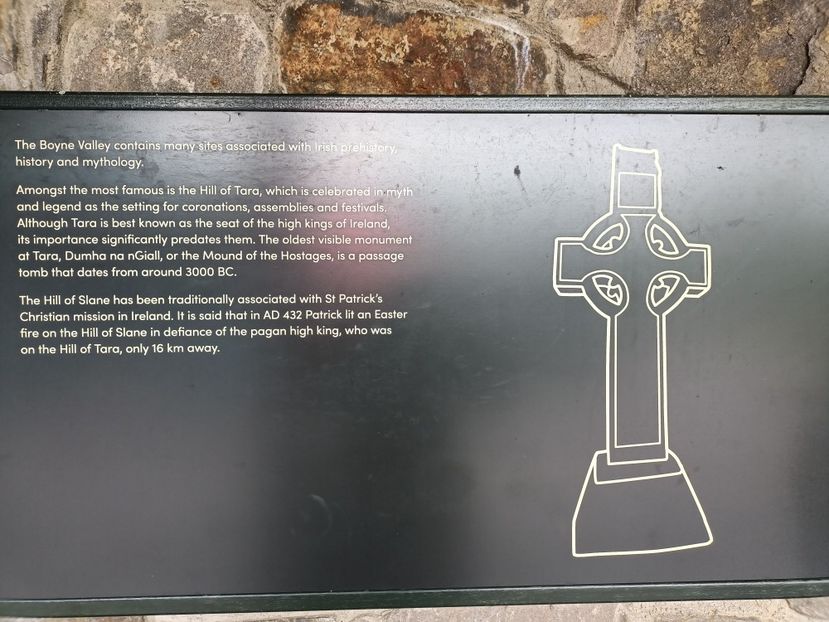 The Boyne Valley contains many sites associated with Irish prehistory,
history and mythology.
Amongst the most famous is the Hill of Tara, which is celebrated in myth
and legend as the setting for coronations, assemblies and festivals.
Although Tara is best known as the seat of the high kings of Ireland,
its importance significantly predates them. The oldest visible monument
at Tara, Dumha na nGiall, or the Mound of the Hostages, is a passage
tomb that dates from around 3000 BC.
The Hill of Slane has been traditionally associated with St Patrick's
Christian mission in Ireland. It is said that in AD 432 Patrick lit an Easter
fire on the Hill of Slane in defiance of the pagan high king, who was
on the Hill of Tara, only 16 km away.